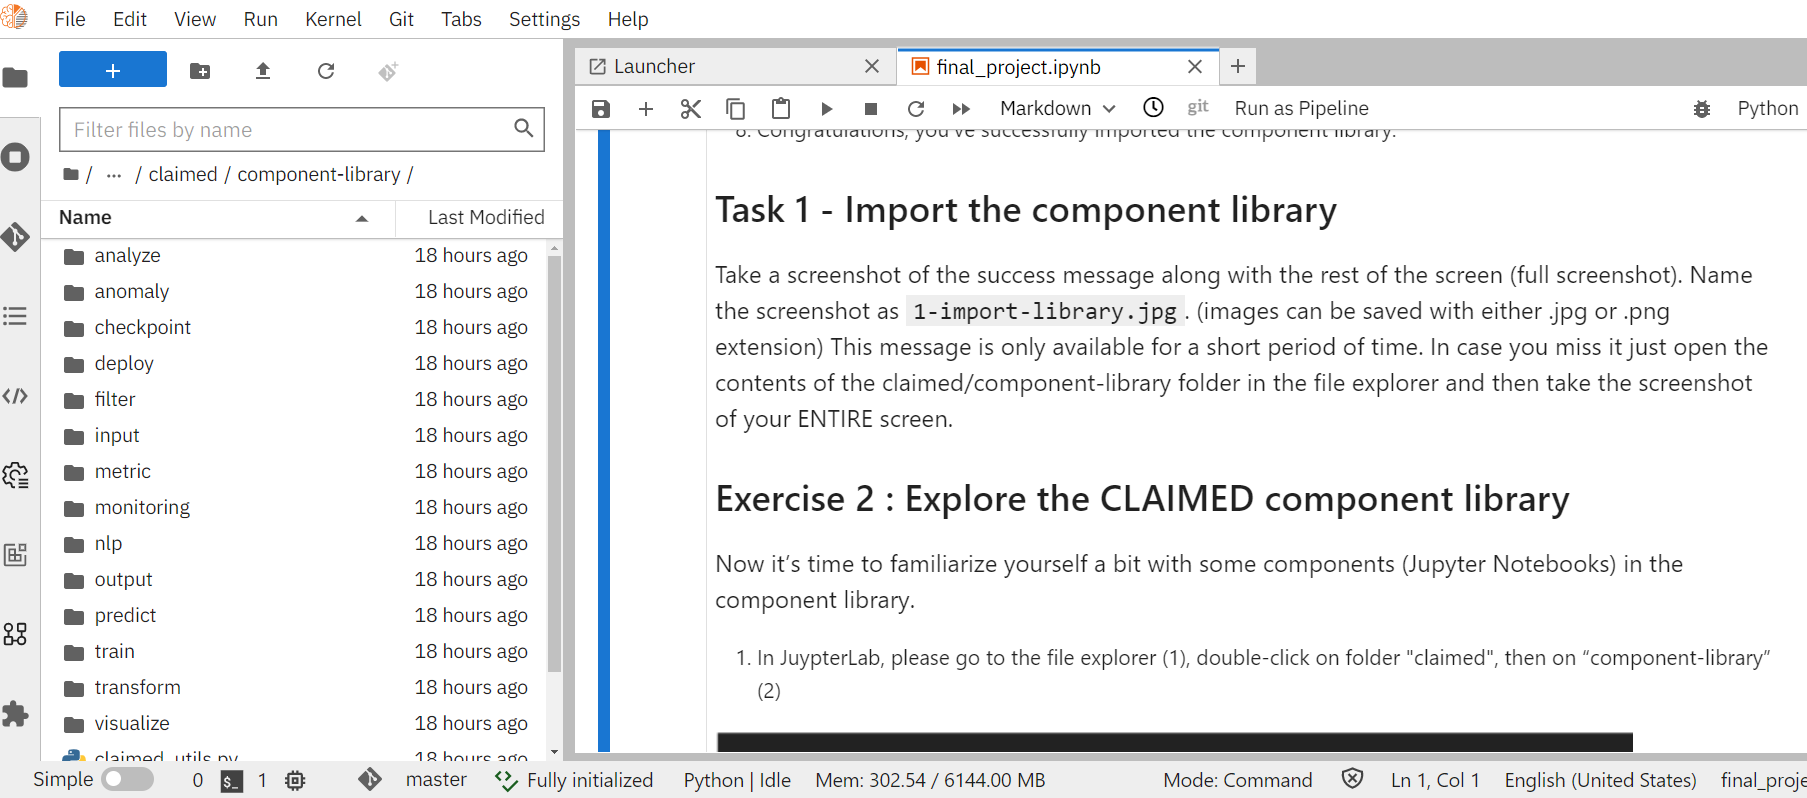 File Edit View Run Kernel Git Tabs Settings Help
Launcher
final_project.ipynb
Markdown
git
Run as Pipeline
Python
Filter files by name
/ ... / claimed / component-library /
Name Last Modified
analyze 18 hours ago
anomaly 18 hours ago
checkpoint 18 hours ago
deploy 18 hours ago
filter 18 hours ago
input 18 hours ago
metric 18 hours ago
monitoring 18 hours ago
nlp 18 hours ago
output 18 hours ago
predict 18 hours ago
train 18 hours ago
transform 18 hours ago
visualize 18 hours ago
claimed_utils.py 18 hours ago
6. Congratulations, you've successfully imported the component library.
Task 1 - Import the component library
Take a screenshot of the success message along with the rest of the screen (full screenshot). Name
the screenshot as 1-import-library.jpg. (images can be saved with either .jpg or .png
extension) This message is only available for a short period of time. In case you miss it just open the
contents of the claimed/component-library folder in the file explorer and then take the screenshot
of your ENTIRE screen.
Exercise 2 : Explore the CLAIMED component library
Now it’s time to familiarize yourself a bit with some components (Jupyter Notebooks) in the
component library.
1. In JuypterLab, please go to the file explorer (1), double-click on folder "claimed", then on “component-library”
(2)
Simple 0 1 master Fully initialized Python | Idle Mem: 302.54 / 6144.00 MB Mode: Command Ln 1, Col 1 English (United States) final_proje